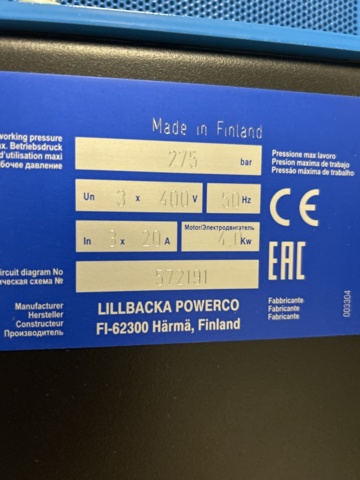 Made in Finland
working pressure
x. Betriebsdruck
d'utilisation maxi
бочее давление
275 bar
Pressione max lavoro
Presion maxima de trabajo
Pressão máxima de trabalho
Un 3 x 400 V 50 Hz
CE
Motor/Электродвигатель
In 3 x 20 A 4,0 Kw
EAC
ircuit diagram No
ическая схема №
572191
Manufacturer
Hersteller
Constructeur
Производитель
LILLBACKA POWERCO
FI-62300 Härmä, Finland
Fabbricante
Fabricante
Fabricante
003304